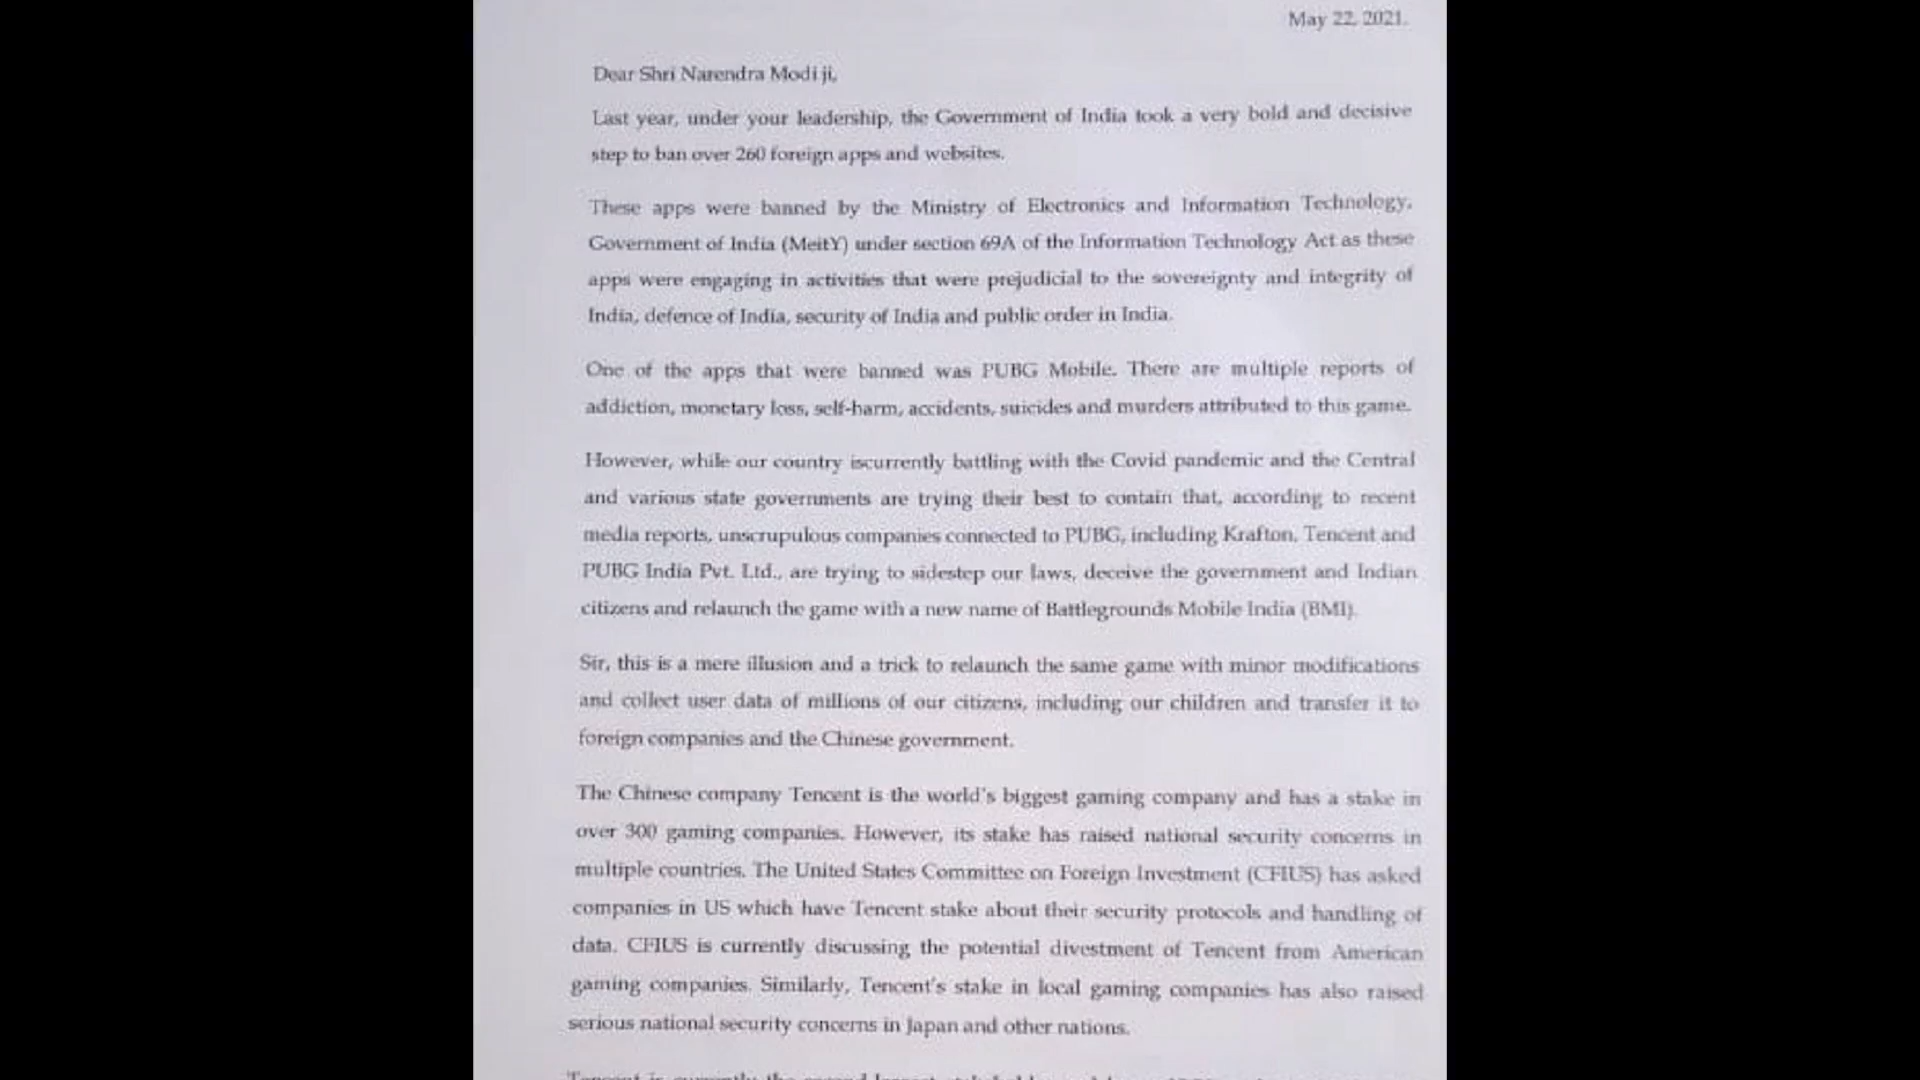 May 22, 2021.
Dear Shri Narendra Modi ji,
Last year, under your leadership, the Government of India took a very bold and decisive
step to ban over 260 foreign apps and websites.
These apps were banned by the Ministry of Electronics and Information Technology,
Government of India (MeitY) under section 69A of the Information Technology Act as these
apps were engaging in activities that were prejudicial to the sovereignty and integrity of
India, defence of India, security of India and public order in India.
One of the apps that were banned was PUBG Mobile. There are multiple reports of
addiction, monetary loss, self-harm, accidents, suicides and murders attributed to this game.
However, while our country iscurrently battling with the Covid pandemic and the Central
and various state governments are trying their best to contain that, according to recent
media reports, unscrupulous companies connected to PUBG, including Krafton, Tencent and
PUBG India Pvt. Ltd., are trying to sidestep our laws, deceive the government and Indian
citizens and relaunch the game with a new name of Battlegrounds Mobile India (BMI).
Sir, this is a mere illusion and a trick to relaunch the same game with minor modifications
and collect user data of millions of our citizens, including our children and transfer it to
foreign companies and the Chinese government.
The Chinese company Tencent is the world's biggest gaming company and has a stake in
over 300 gaming companies. However, its stake has raised national security concerns in
multiple countries. The United States Committee on Foreign Investment (CFIUS) has asked
companies in US which have Tencent stake about their security protocols and handling of
data. CFIUS is currently discussing the potential divestment of Tencent from American
gaming companies. Similarly, Tencent's stake in local gaming companies has also raised
serious national security concerns in Japan and other nations.